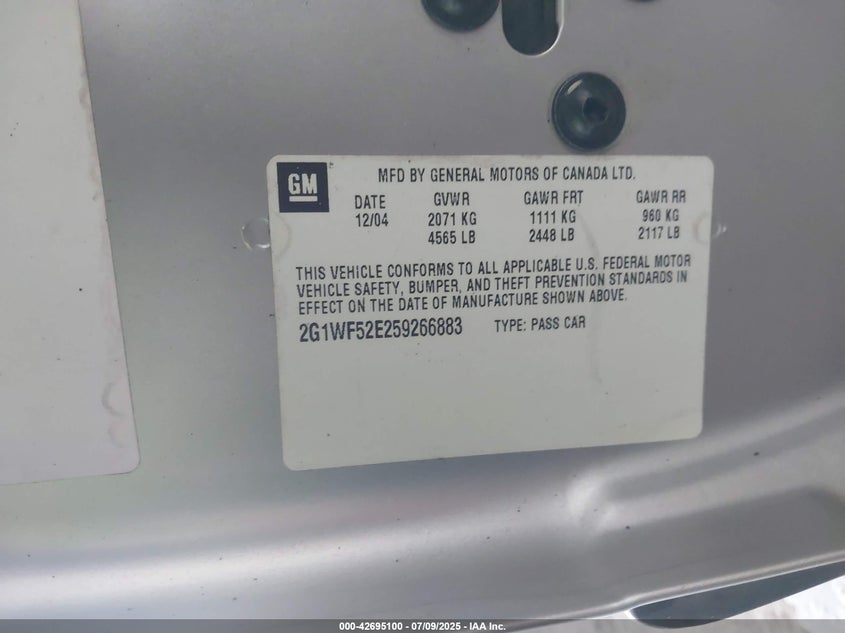 GM
MFD BY GENERAL MOTORS OF CANADA LTD.
DATE GVWR GAWR FRT GAWR RR
12/04 2071 KG 1111 KG 960 KG
4565 LB 2448 LB 2117 LB
THIS VEHICLE CONFORMS TO ALL APPLICABLE U.S. FEDERAL MOTOR
VEHICLE SAFETY, BUMPER, AND THEFT PREVENTION STANDARDS IN
EFFECT ON THE DATE OF MANUFACTURE SHOWN ABOVE.
2G1WF52E259266883 TYPE: PASS CAR
000-42695100 - 07/09/2025 - IAA Inc.